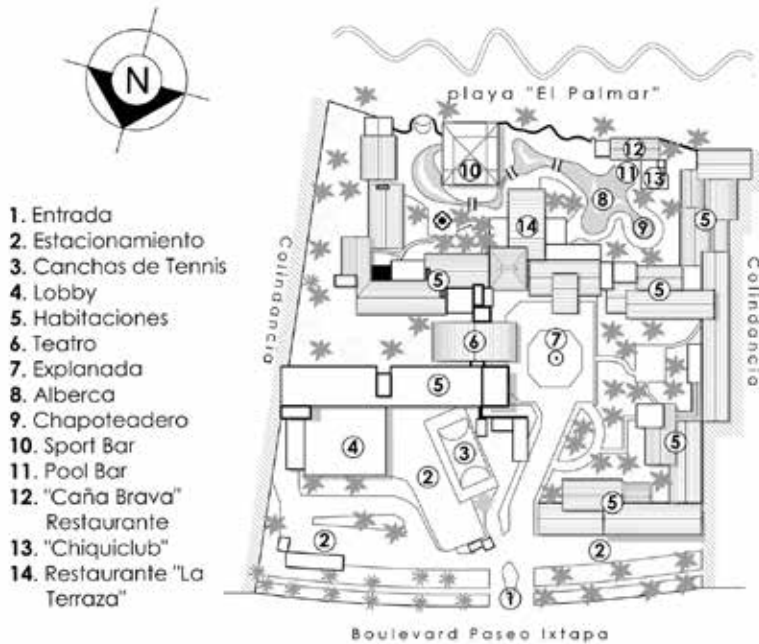 N
playa "El Palmar"
1. Entrada
2. Estacionamiento
3. Canchas de Tennis
4. Lobby
5. Habitaciones
6. Teatro
7. Explanada
8. Alberca
9. Chapoteadero
10. Sport Bar
11. Pool Bar
12. "Caña Brava"
Restaurante
13. "Chiquiclub"
14. Restaurante "La
Terraza"
Colindancia
Colindancia
12
10
11
13
8
5
14
9
5
5
6
7
5
4
3
2
5
5
2
2
1
Boulevard Paseo Ixtapa